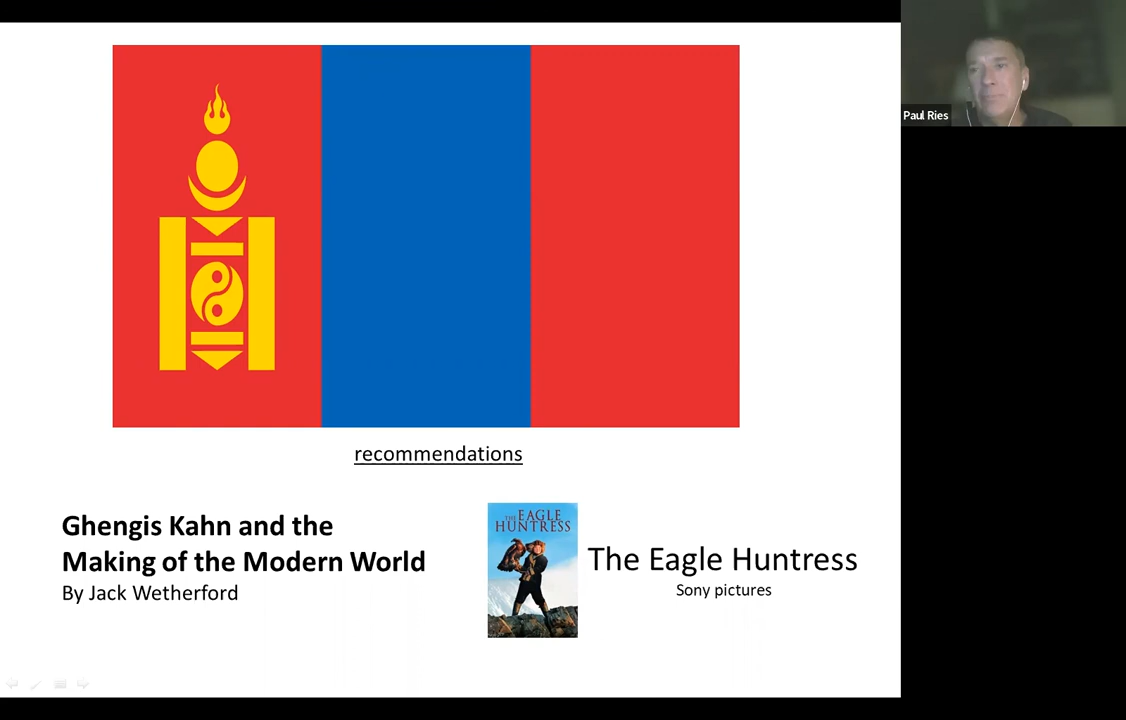 Paul Ries
recommendations
Ghengis Kahn and the
Making of the Modern World
By Jack Wetherford
THE EAGLE
HUNTRESS
The Eagle Huntress
Sony pictures